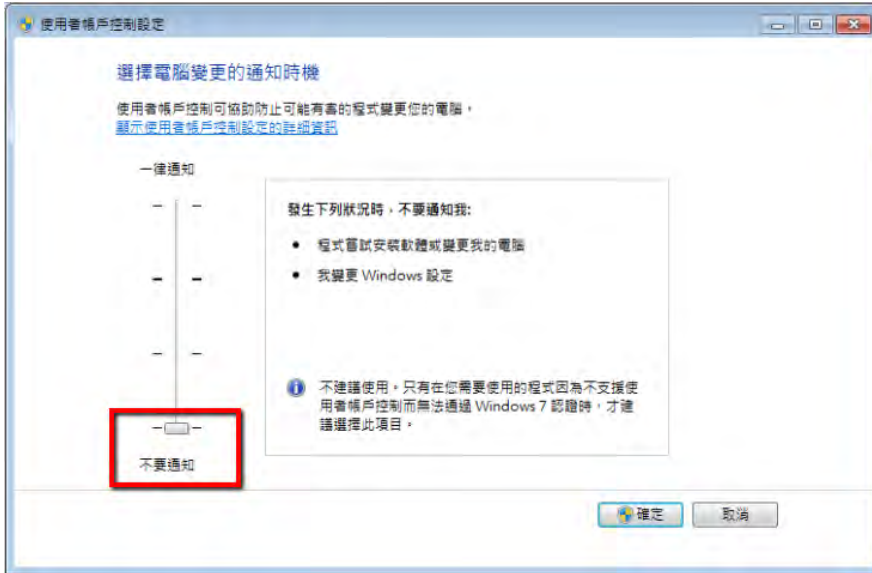 使用者帳戶控制設定
選擇電腦變更的通知時機
使用者帳戶控制可協助防止可能有害的程式變更您的電腦。
顯示使用者帳戶控制設定的詳細資訊
一律通知
發生下列狀況時，不要通知我:
• 程式嘗試安裝軟體或變更我的電腦
• 我變更 Windows 設定
不建議使用。只有在您需要使用的程式因為不支援使
用者帳戶控制而無法通過 Windows 7 認證時，才建
議選擇此項目。
不要通知
確定
取消